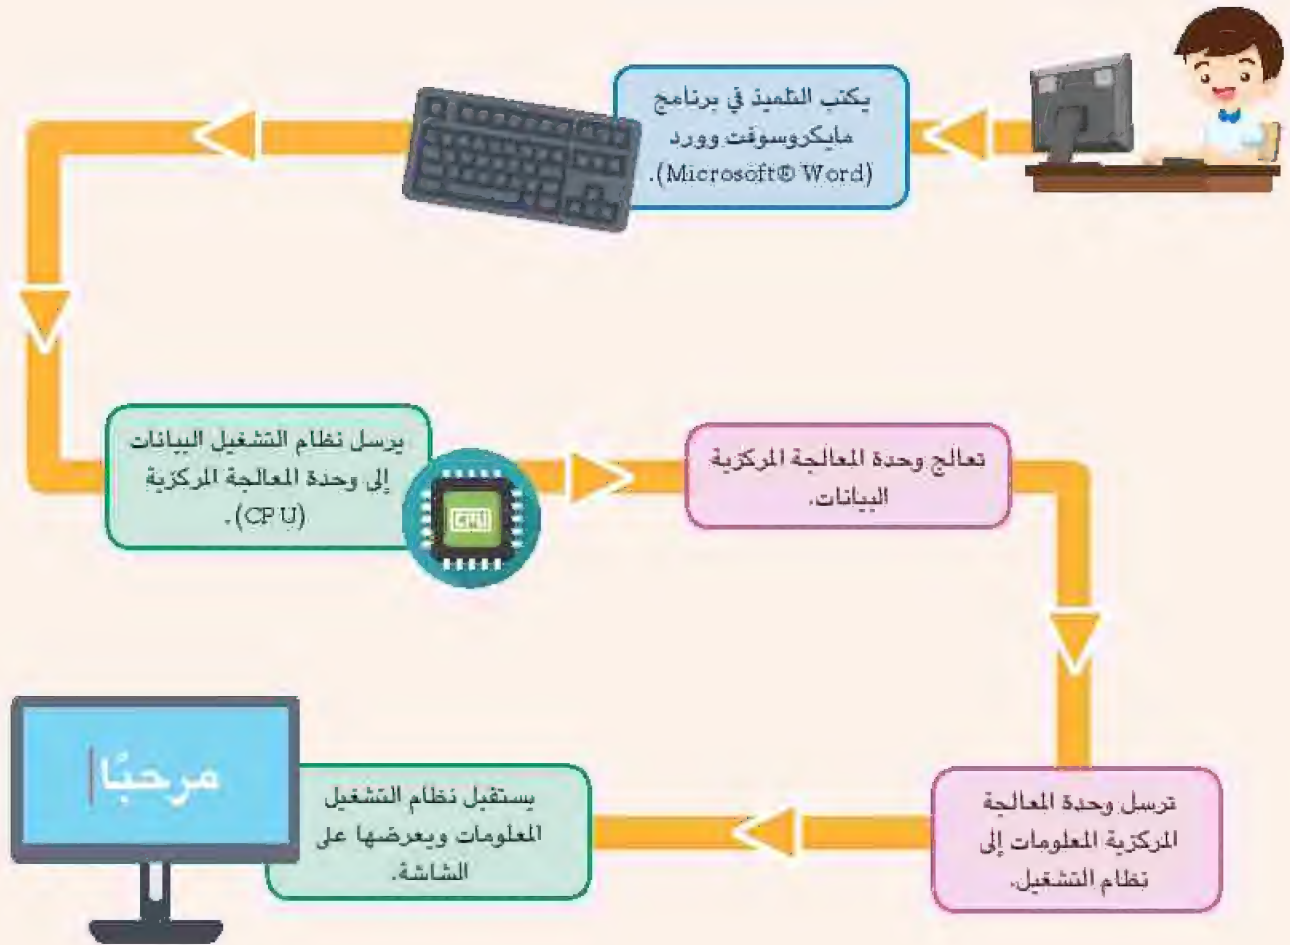 يكتب التلميذ في برنامج
مايكروسوفت وورد
(Microsoft® Word).
يرسل نظام التشغيل البيانات
إلى وحدة المعالجة المركزية
(CPU).
CPU
تعالج وحدة المعالجة المركزية
البيانات.
ترسل وحدة المعالجة
المركزية المعلومات إلى
نظام التشغيل.
يستقبل نظام التشغيل
المعلومات ويعرضها على
الشاشة.
مرحبًا